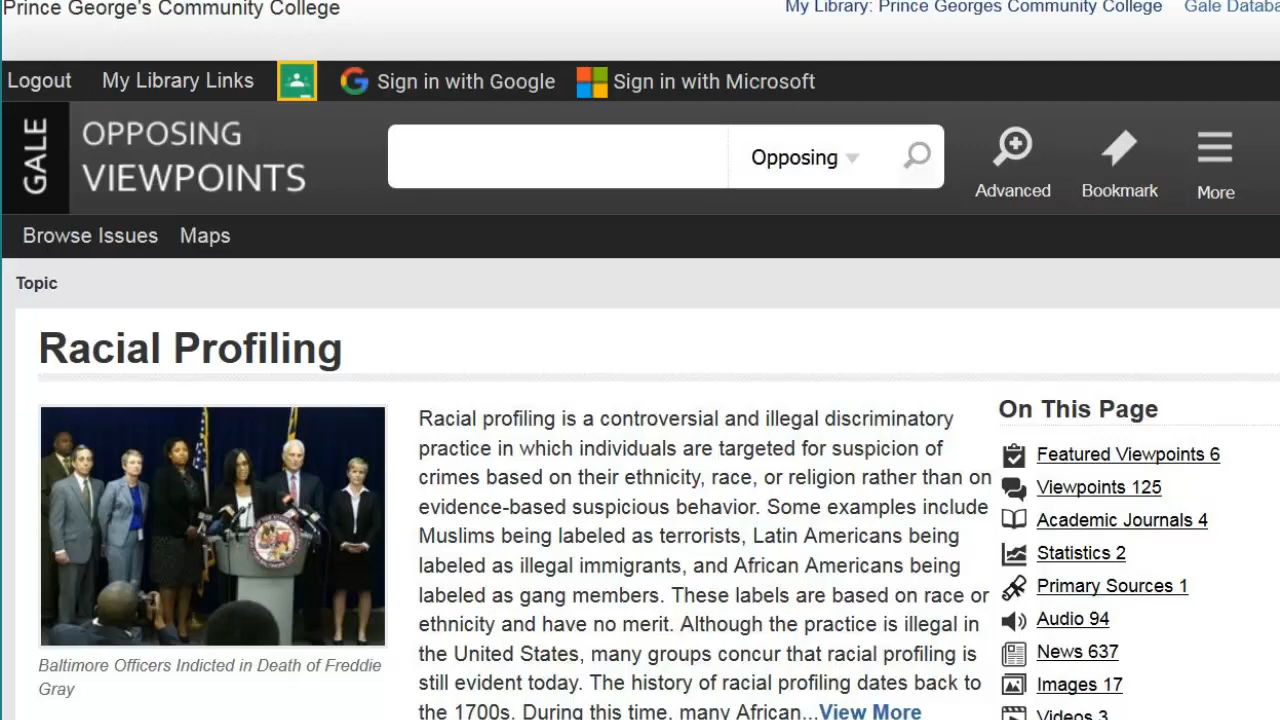 Prince George's Community College
My Library: Prince Georges Community College Gale Databa
Logout My Library Links Sign in with Google Sign in with Microsoft
GALE
OPPOSING
VIEWPOINTS
Opposing
Advanced Bookmark More
Browse Issues Maps
Topic
Racial Profiling
Baltimore Officers Indicted in Death of Freddie
Gray
Racial profiling is a controversial and illegal discriminatory
practice in which individuals are targeted for suspicion of
crimes based on their ethnicity, race, or religion rather than on
evidence-based suspicious behavior. Some examples include
Muslims being labeled as terrorists, Latin Americans being
labeled as illegal immigrants, and African Americans being
labeled as gang members. These labels are based on race or
ethnicity and have no merit. Although the practice is illegal in
the United States, many groups concur that racial profiling is
still evident today. The history of racial profiling dates back to
the 1700s. During this time, many African...View More
On This Page
Featured Viewpoints 6
Viewpoints 125
Academic Journals 4
Statistics 2
Primary Sources 1
Audio 94
News 637
Images 17
Videos 3